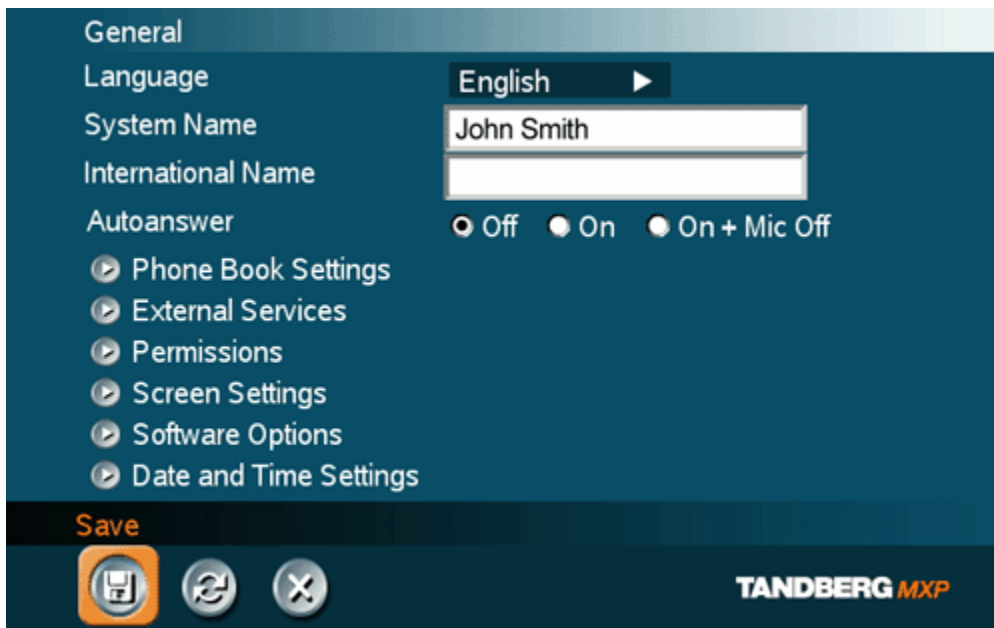 General
Language English
System Name John Smith
International Name
Autoanswer Off On On + Mic Off
Phone Book Settings
External Services
Permissions
Screen Settings
Software Options
Date and Time Settings
Save
TANDBERG MXP